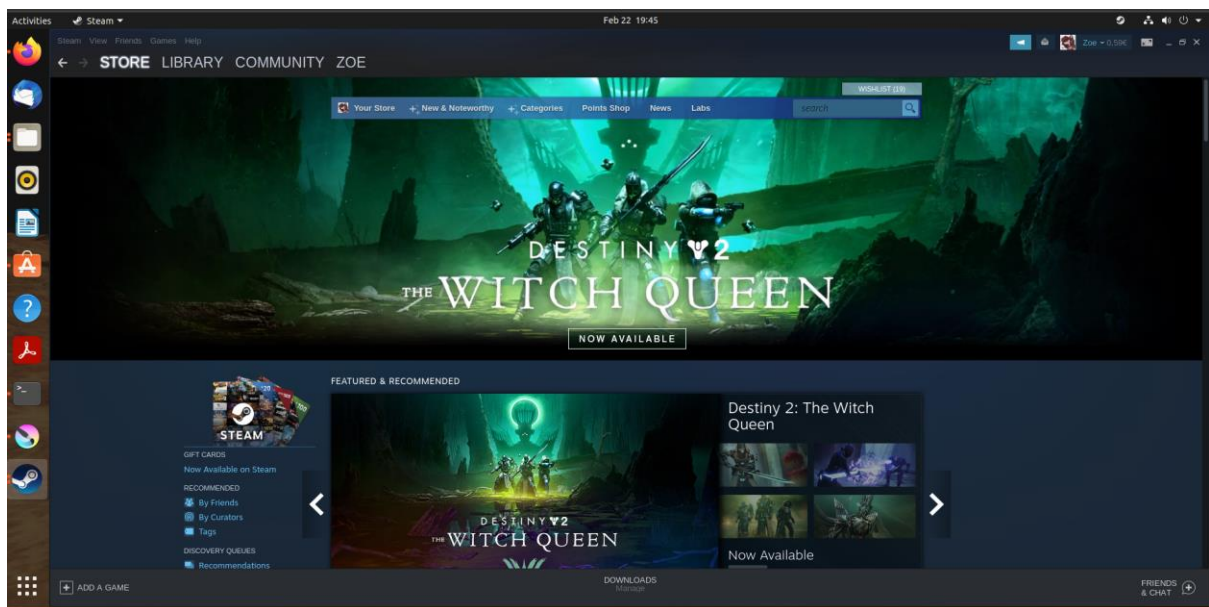 Activities Steam Feb 22 19:45
Steam View Friends Games Help
Zoe 0,59€
STORE LIBRARY COMMUNITY ZOE
WISHLIST (19)
Your Store New & Noteworthy Categories Points Shop News Labs search
DESTINY 2
THE WITCH QUEEN
NOW AVAILABLE
FEATURED & RECOMMENDED
STEAM
GIFT CARDS
Now Available on Steam
RECOMMENDED
By Friends
By Curators
Tags
DISCOVERY QUEUES
Recommendations
DESTINY 2
THE WITCH QUEEN
Destiny 2: The Witch
Queen
Now Available
ADD A GAME
DOWNLOADS
Manage
FRIENDS
& CHAT